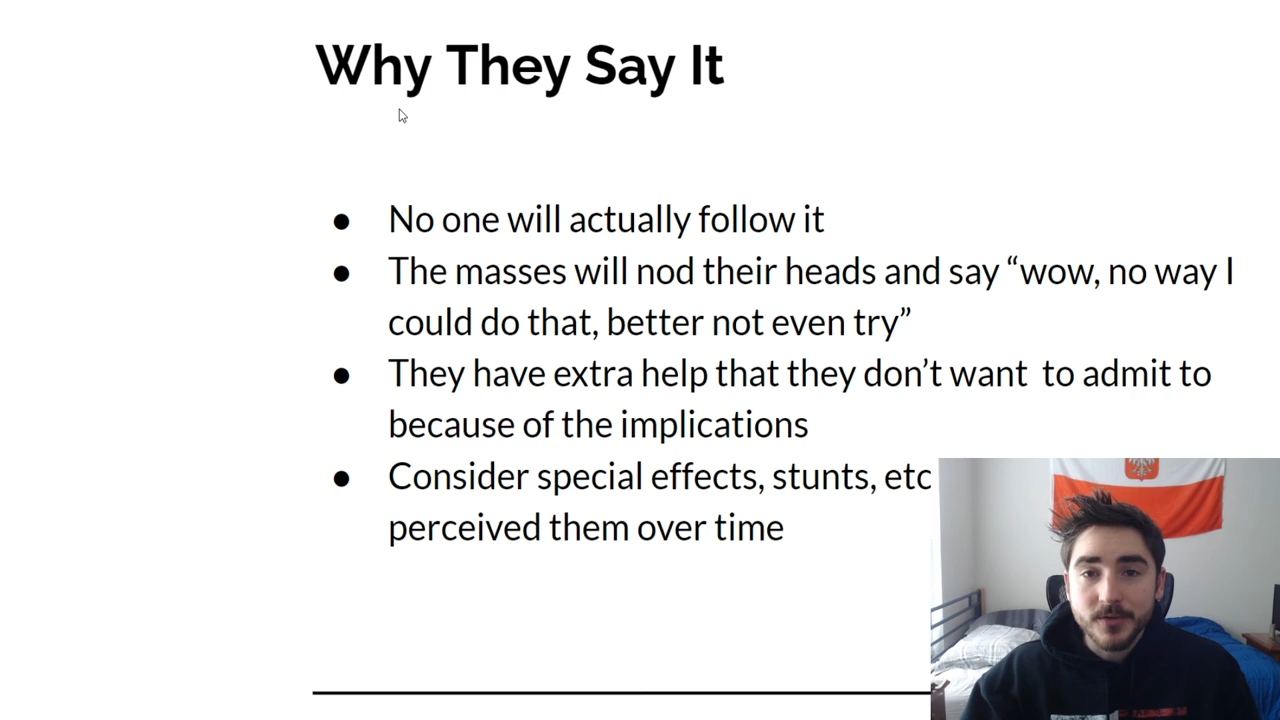 Why They Say It
● No one will actually follow it
● The masses will nod their heads and say “wow, no way I
could do that, better not even try”
● They have extra help that they don’t want to admit to
because of the implications
● Consider special effects, stunts, etc
perceived them over time